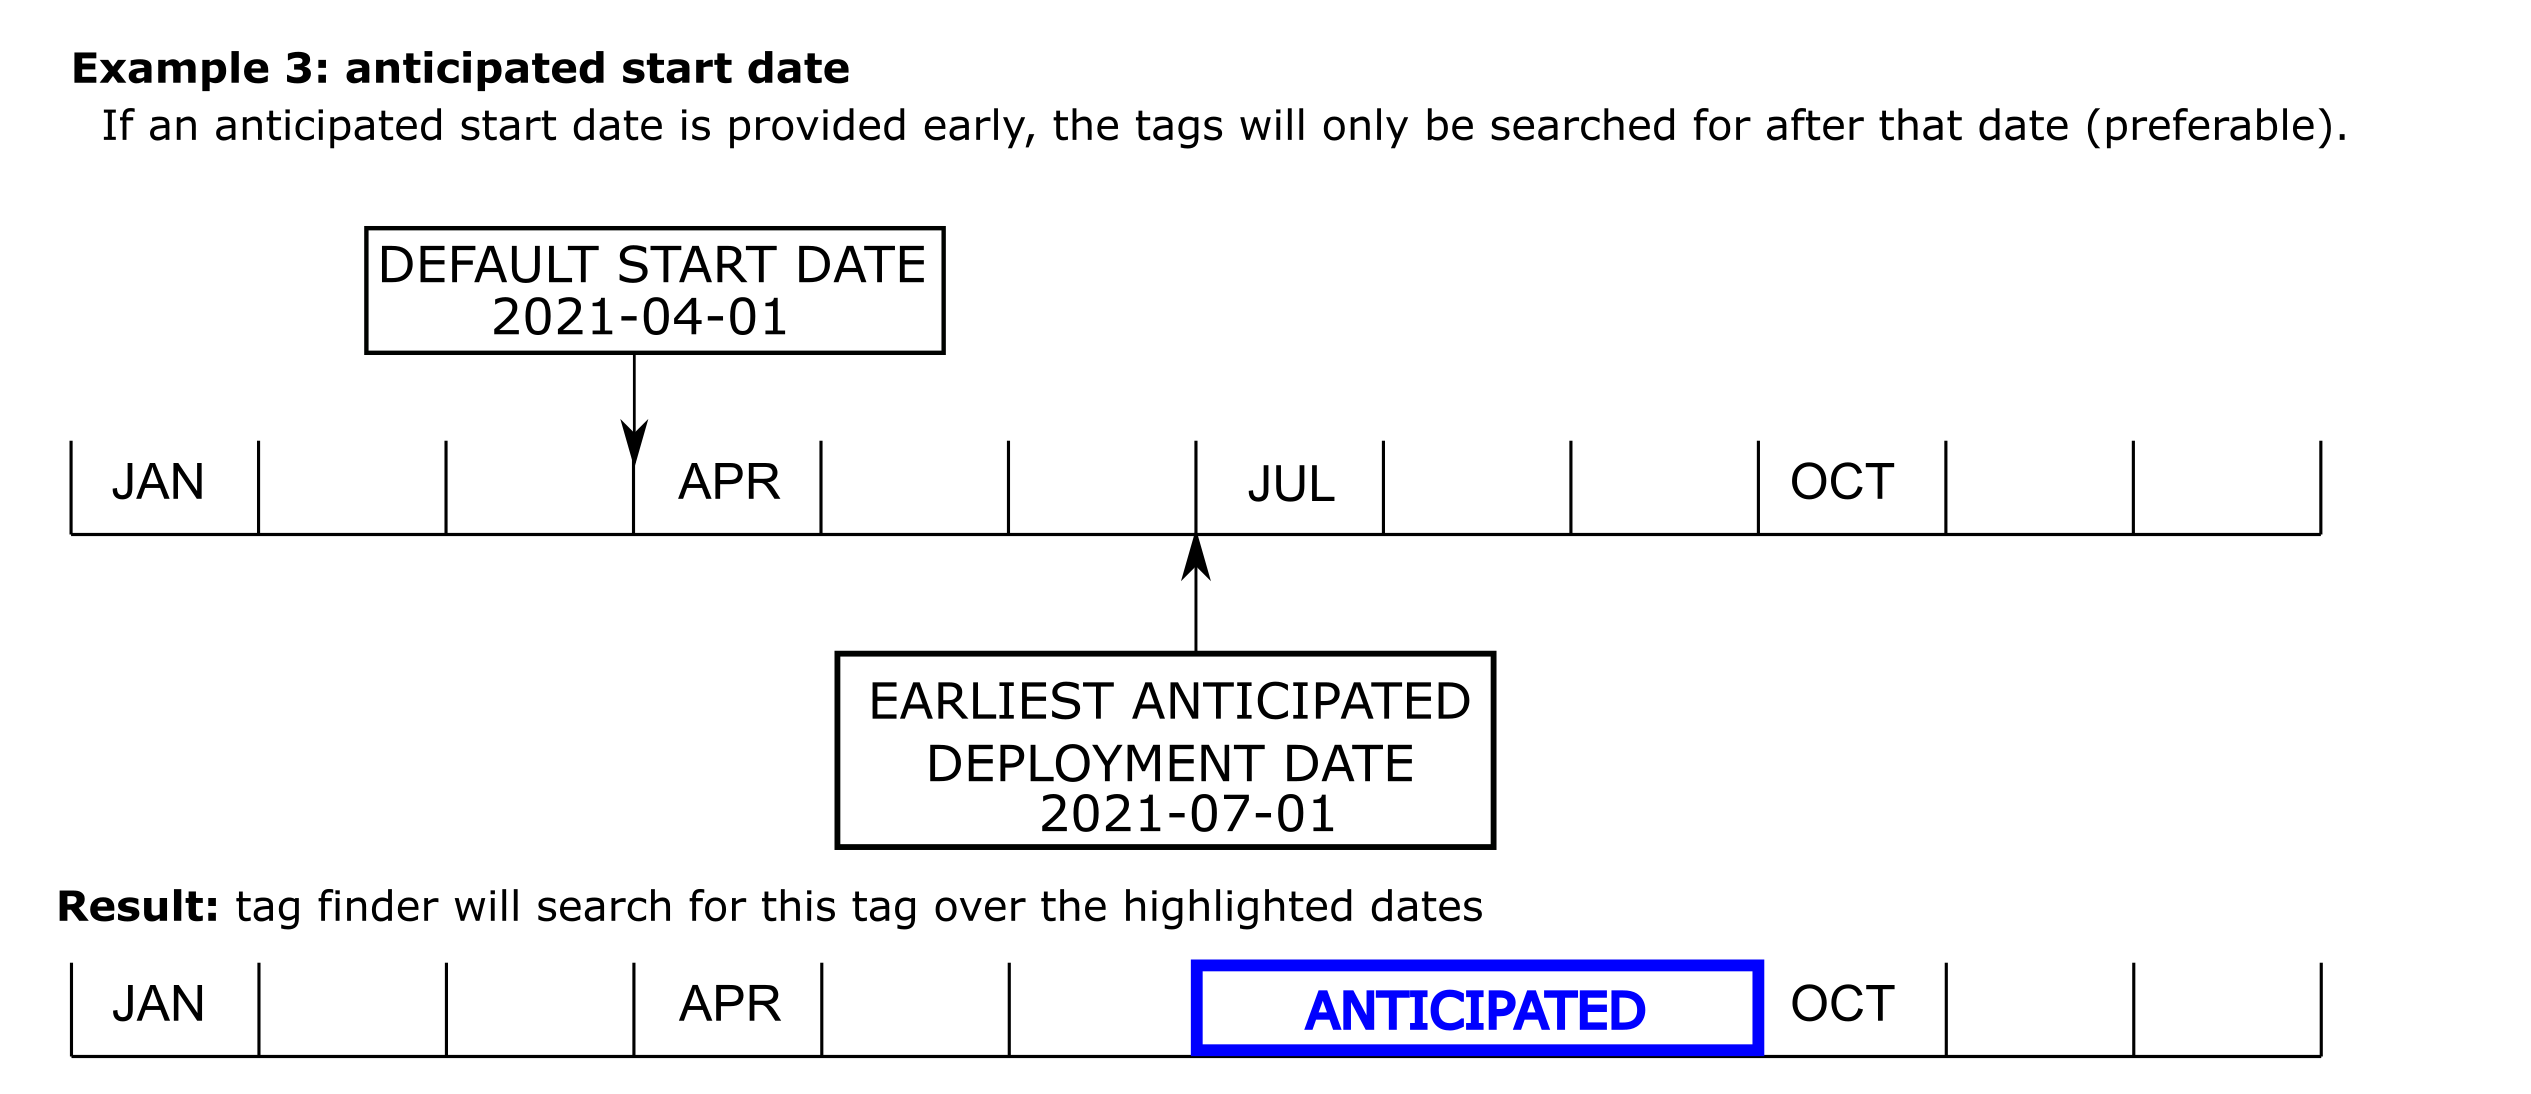 Example 3: anticipated start date
If an anticipated start date is provided early, the tags will only be searched for after that date (preferable).
DEFAULT START DATE
2021-04-01
JAN APR JUL OCT
EARLIEST ANTICIPATED
DEPLOYMENT DATE
2021-07-01
Result: tag finder will search for this tag over the highlighted dates
JAN APR ANTICIPATED OCT